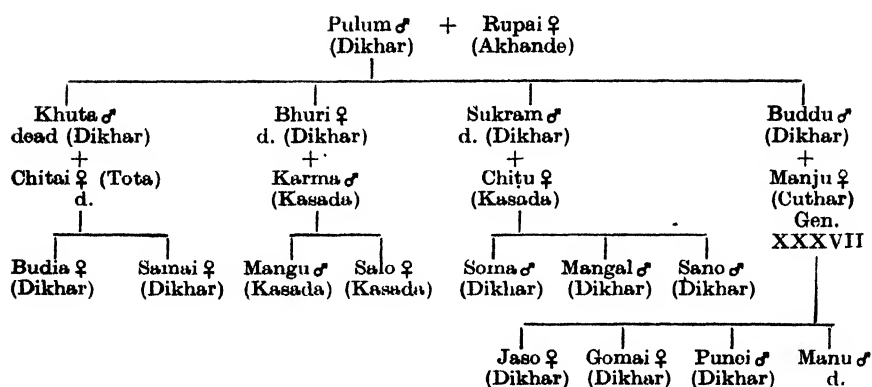 Pulum ♂ + Rupai ♀
(Dikhar) (Akhande)
Khuta ♂ Bhuri ♀ Sukram ♂ Buddu ♂
dead (Dikhar) d. (Dikhar) d. (Dikhar) (Dikhar)
+ + + +
Chitai ♀ (Tota) Karma ♂ Chiṭu ♀ Manju ♀
d. (Kasada) (Kasada) (Cuthar)
Gen.
XXXVII
Budia ♀ Samai ♀ Mangu ♂ Salo ♀ Soma ♂ Mangal ♂ Sano ♂
(Dikhar) (Dikhar) (Kasada) (Kasada) (Dikhar) (Dikhar) (Dikhar)
Jaso ♀ Gomai ♀ Punei ♂ Manu ♂
(Dikhar) (Dikhar) (Dikhar) d.